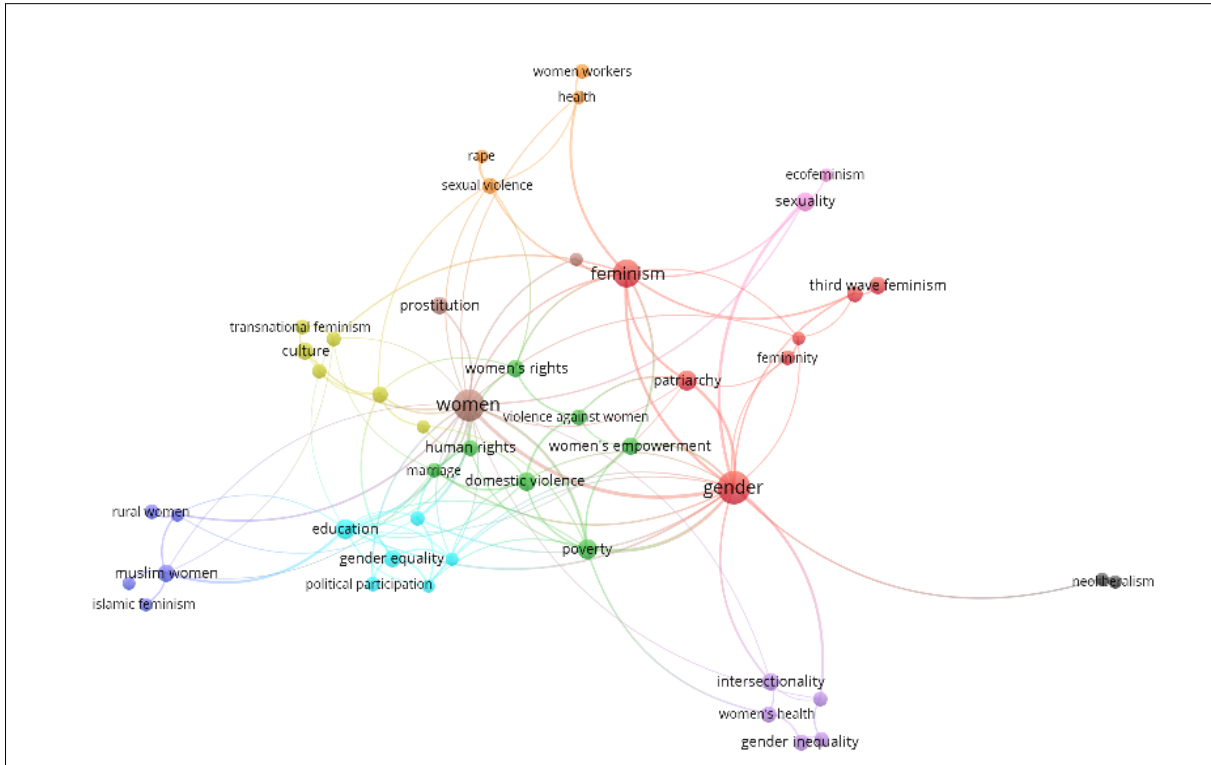 women workers
health
rape
sexual violence
ecofeminism
sexuality
feminism
third wave feminism
prostitution
transnational feminism
culture
femininity
women's rights
patriarchy
women
violence against women
human rights
women's empowerment
marriage
domestic violence
gender
rural women
education
poverty
gender equality
muslim women
political participation
neoliberalism
islamic feminism
intersectionality
women's health
gender inequality